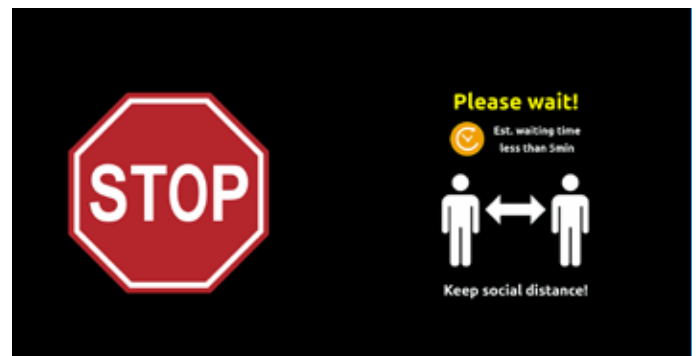 STOP
Please wait!
Est. waiting time
less than 5min
Keep social distance!